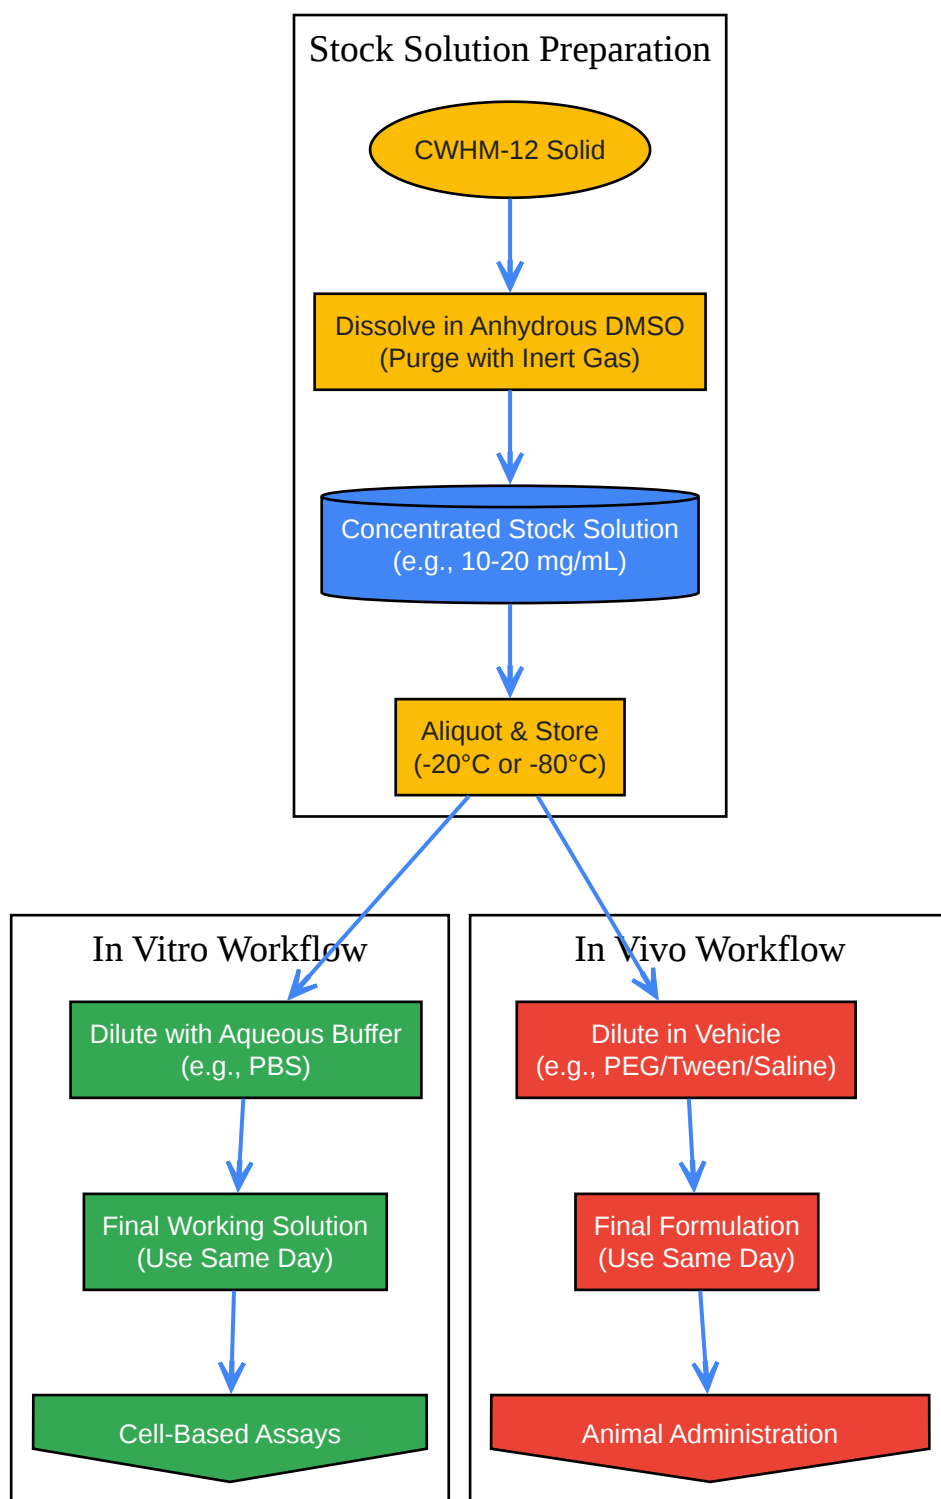 Stock Solution Preparation
CWHM-12 Solid
Dissolve in Anhydrous DMSO
(Purge with Inert Gas)
Concentrated Stock Solution
(e.g., 10-20 mg/mL)
Aliquot & Store
(-20°C or -80°C)
In Vitro Workflow
Dilute with Aqueous Buffer
(e.g., PBS)
Final Working Solution
(Use Same Day)
Cell-Based Assays
In Vivo Workflow
Dilute in Vehicle
(e.g., PEG/Tween/Saline)
Final Formulation
(Use Same Day)
Animal Administration